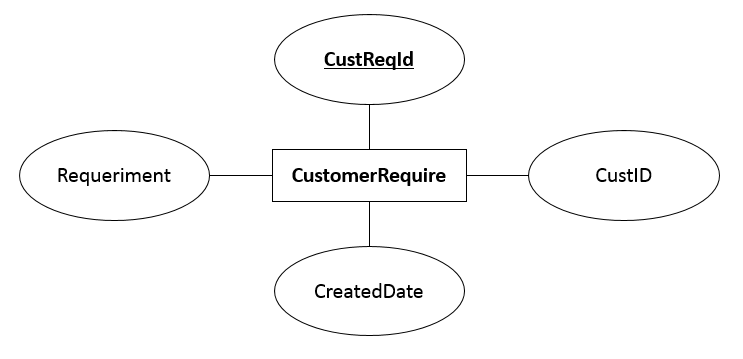 CustReqId
Requeriment
CustomerRequire
CustID
CreatedDate